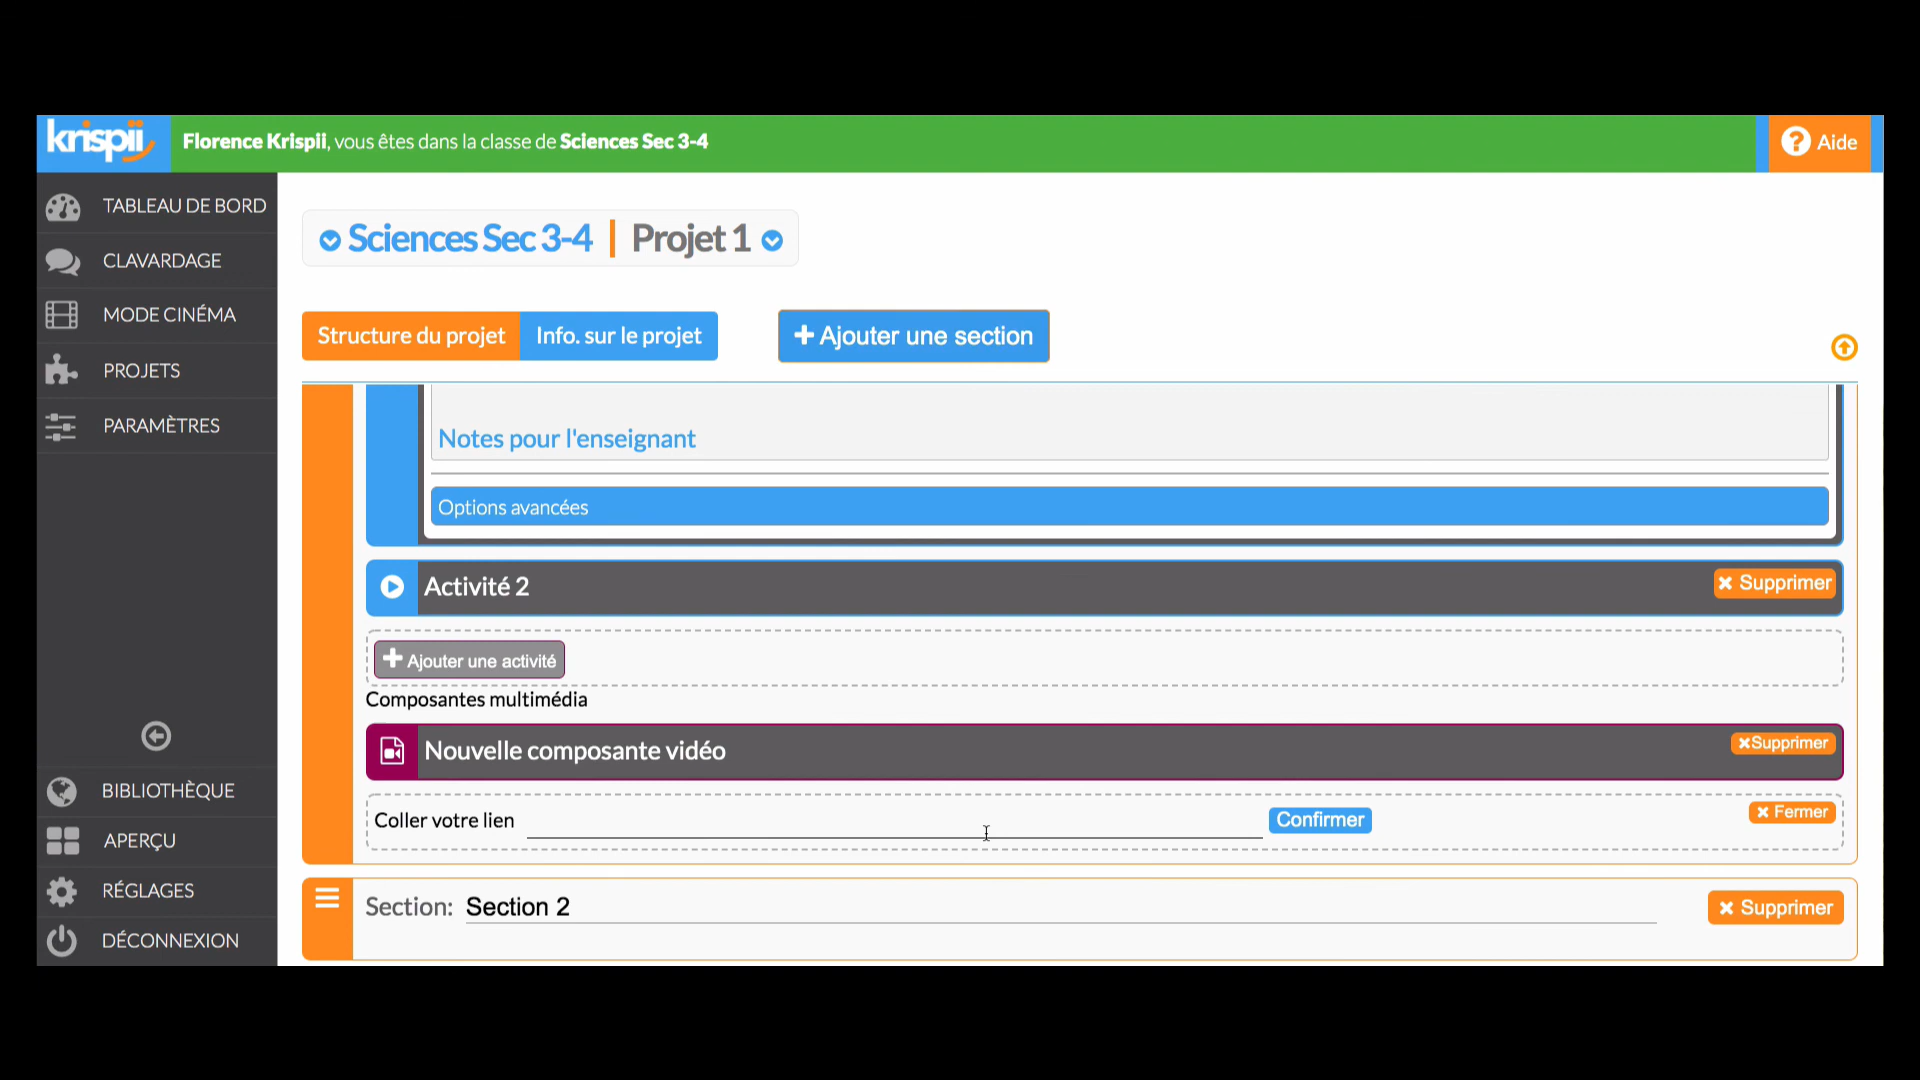 krispii
Florence Krispii, vous êtes dans la classe de Sciences Sec 3-4
? Aide
TABLEAU DE BORD
CLAVARDAGE
MODE CINÉMA
PROJETS
PARAMÈTRES
BIBLIOTHÈQUE
APERÇU
RÉGLAGES
DÉCONNEXION
Sciences Sec 3-4 | Projet 1
Structure du projet
Info. sur le projet
+ Ajouter une section
Notes pour l'enseignant
Options avancées
Activité 2
Supprimer
+ Ajouter une activité
Composantes multimédia
Nouvelle composante vidéo
Supprimer
Coller votre lien
Confirmer
Fermer
Section: Section 2
Supprimer